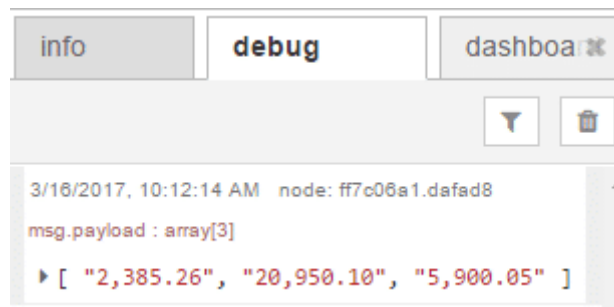 info debug dashboa
3/16/2017, 10:12:14 AM node: ff7c06a1.dafad8
msg.payload : array[3]
[ "2,385.26", "20,950.10", "5,900.05" ]